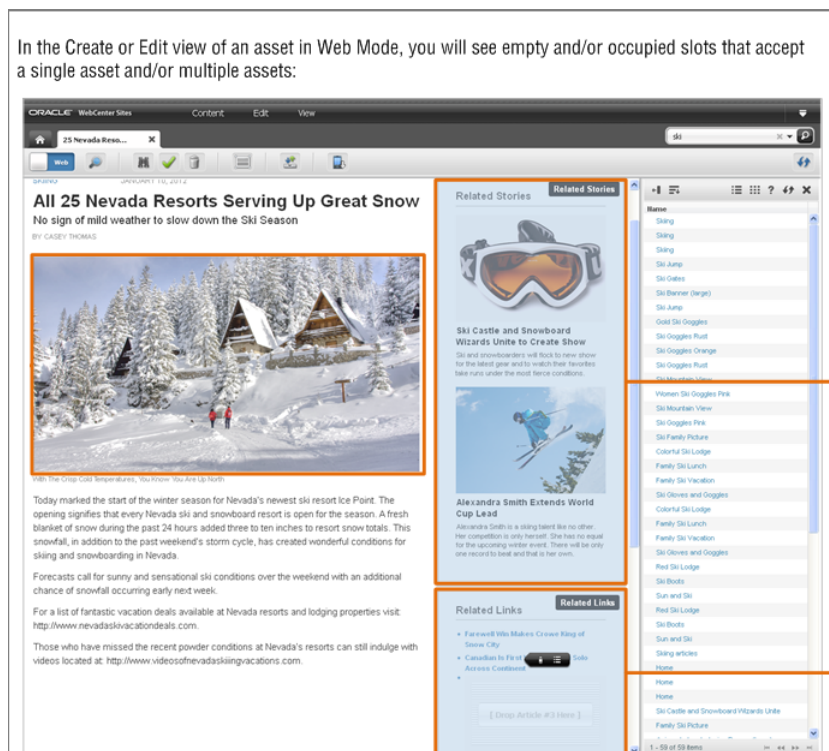 In the Create or Edit view of an asset in Web Mode, you will see empty and/or occupied slots that accept
a single asset and/or multiple assets:
ORACLE WebCenter Sites Content Edit View
25 Nevada Reso... ski
Web
SKIING JANUARY 10, 2012
All 25 Nevada Resorts Serving Up Great Snow
No sign of mild weather to slow down the Ski Season
BY CASEY THOMAS
With The Crisp Cold Temperatures, You Know You Are Up North
Today marked the start of the winter season for Nevada's newest ski resort Ice Point. The
opening signifies that every Nevada ski and snowboard resort is open for the season. A fresh
blanket of snow during the past 24 hours added three to ten inches to resort snow totals. This
snowfall, in addition to the past weekend's storm cycle, has created wonderful conditions for
skiing and snowboarding in Nevada.
Forecasts call for sunny and sensational ski conditions over the weekend with an additional
chance of snowfall occurring early next week.
For a list of fantastic vacation deals available at Nevada resorts and lodging properties visit:
http://www.nevadaskivacationdeals.com.
Those who have missed the recent powder conditions at Nevada's resorts can still indulge with
videos located at: http://www.videosofnevadaskiingvacations.com.
Related Stories
Related Stories
Ski Castle and Snowboard
Wizards Unite to Create Show
Ski and snowboarders will flock to new show
for the latest gear and to watch their favorites
take runs under the most fierce conditions.
Alexandra Smith Extends World
Cup Lead
Alexandra Smith is a skiing talent like no other.
Her competition is only herself. She has no equal
for the upcoming winter event. There will be only
one record to beat and that is her own.
Related Links
Related Links
• Farewell Win Makes Crowe King of
Snow City
• Canadian Is First Solo
Access Continent
•
[ Drop Article #3 Here ]
Name
Skiing
Skiing
Skiing
Ski Jump
Ski Gates
Ski Banner (large)
Ski Jump
Gold Ski Goggles
Ski Goggles Rust
Ski Goggles Orange
Ski Goggles Rust
Ski Mountain View
Women Ski Goggles Pink
Ski Mountain View
Ski Goggles Pink
Ski Family Picture
Colorful Ski Lodge
Family Ski Lunch
Family Ski Vacation
Ski Gloves and Goggles
Colorful Ski Lodge
Family Ski Lunch
Family Ski Vacation
Ski Gloves and Goggles
Red Ski Lodge
Ski Boots
Sun and Ski
Red Ski Lodge
Ski Boots
Sun and Ski
Skiing articles
Home
Home
Home
Ski Castle and Snowboard Wizards Unite
Family Ski Picture
1 - 59 of 59 items